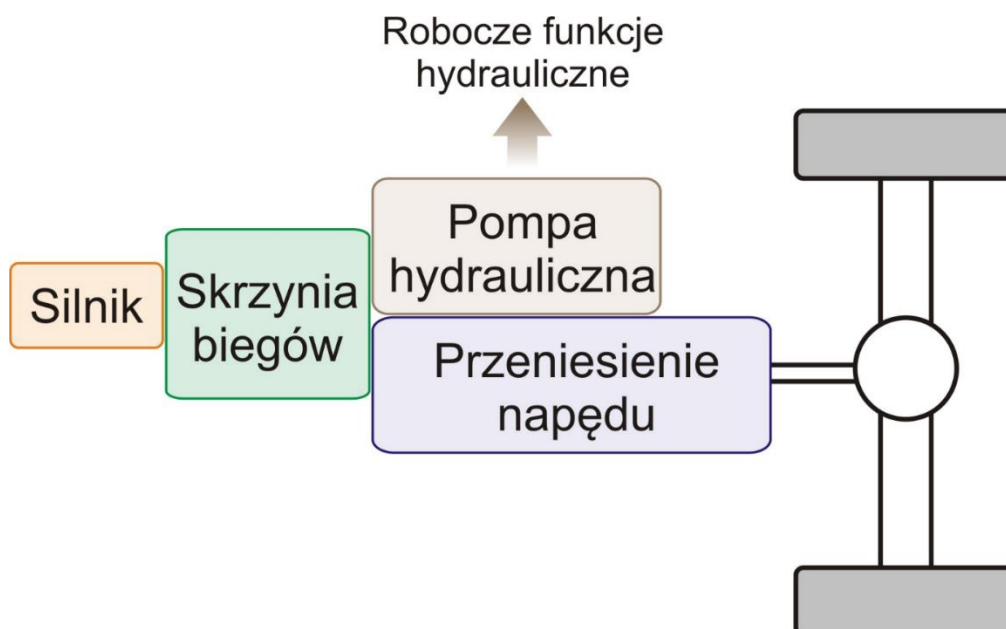 Robocze funkcje
hydrauliczne
Pompa
hydrauliczna
Silnik
Skrzynia
biegów
Przeniesienie
napędu